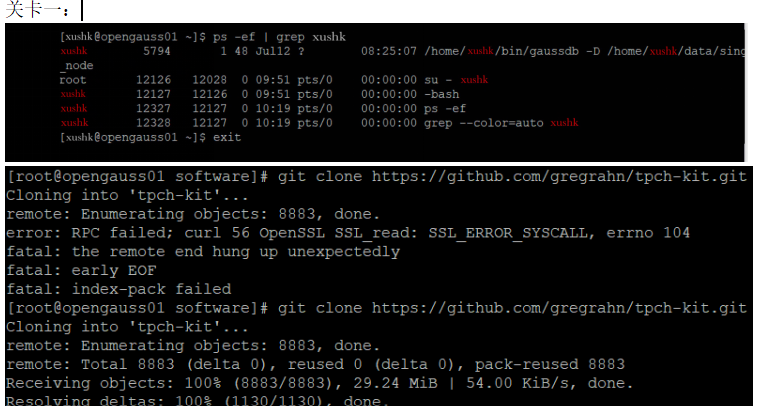 关卡一：
[xushk@opengauss01 ~]$ ps -ef | grep xushk
xushk 5794 1 48 Jul12 ? 08:25:07 /home/xushk/bin/gaussdb -D /home/xushk/data/sing
_node
root 12126 12028 0 09:51 pts/0 00:00:00 su - xushk
xushk 12127 12126 0 09:51 pts/0 00:00:00 -bash
xushk 12327 12127 0 10:19 pts/0 00:00:00 ps -ef
xushk 12328 12127 0 10:19 pts/0 00:00:00 grep --color=auto xushk
[xushk@opengauss01 ~]$ exit
[root@opengauss01 software]# git clone https://github.com/gregrahn/tpch-kit.git
Cloning into 'tpch-kit'...
remote: Enumerating objects: 8883, done.
error: RPC failed; curl 56 OpenSSL SSL_read: SSL_ERROR_SYSCALL, errno 104
fatal: the remote end hung up unexpectedly
fatal: early EOF
fatal: index-pack failed
[root@opengauss01 software]# git clone https://github.com/gregrahn/tpch-kit.git
Cloning into 'tpch-kit'...
remote: Enumerating objects: 8883, done.
remote: Total 8883 (delta 0), reused 0 (delta 0), pack-reused 8883
Receiving objects: 100% (8883/8883), 29.24 MiB | 54.00 KiB/s, done.
Resolving deltas: 100% (1130/1130), done.